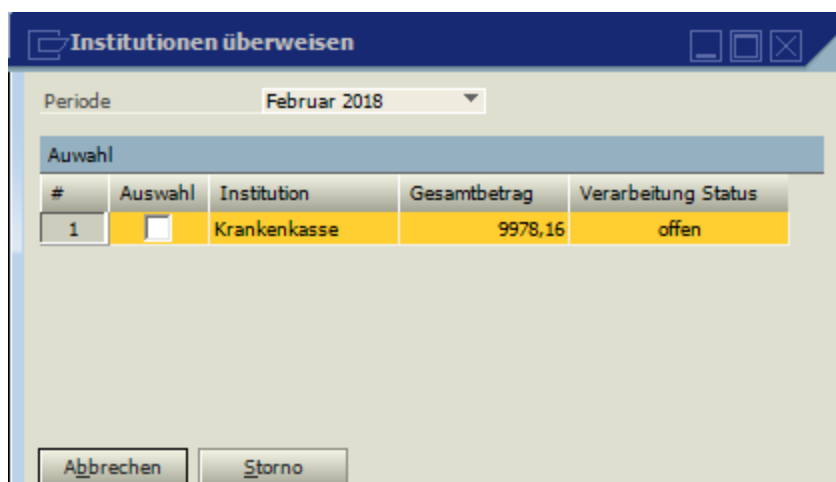 Institutionen überweisen
Periode Februar 2018
Auwahl
# Auswahl Institution Gesamtbetrag Verarbeitung Status
1 Krankenkasse 9978,16 offen
Abbrechen Storno